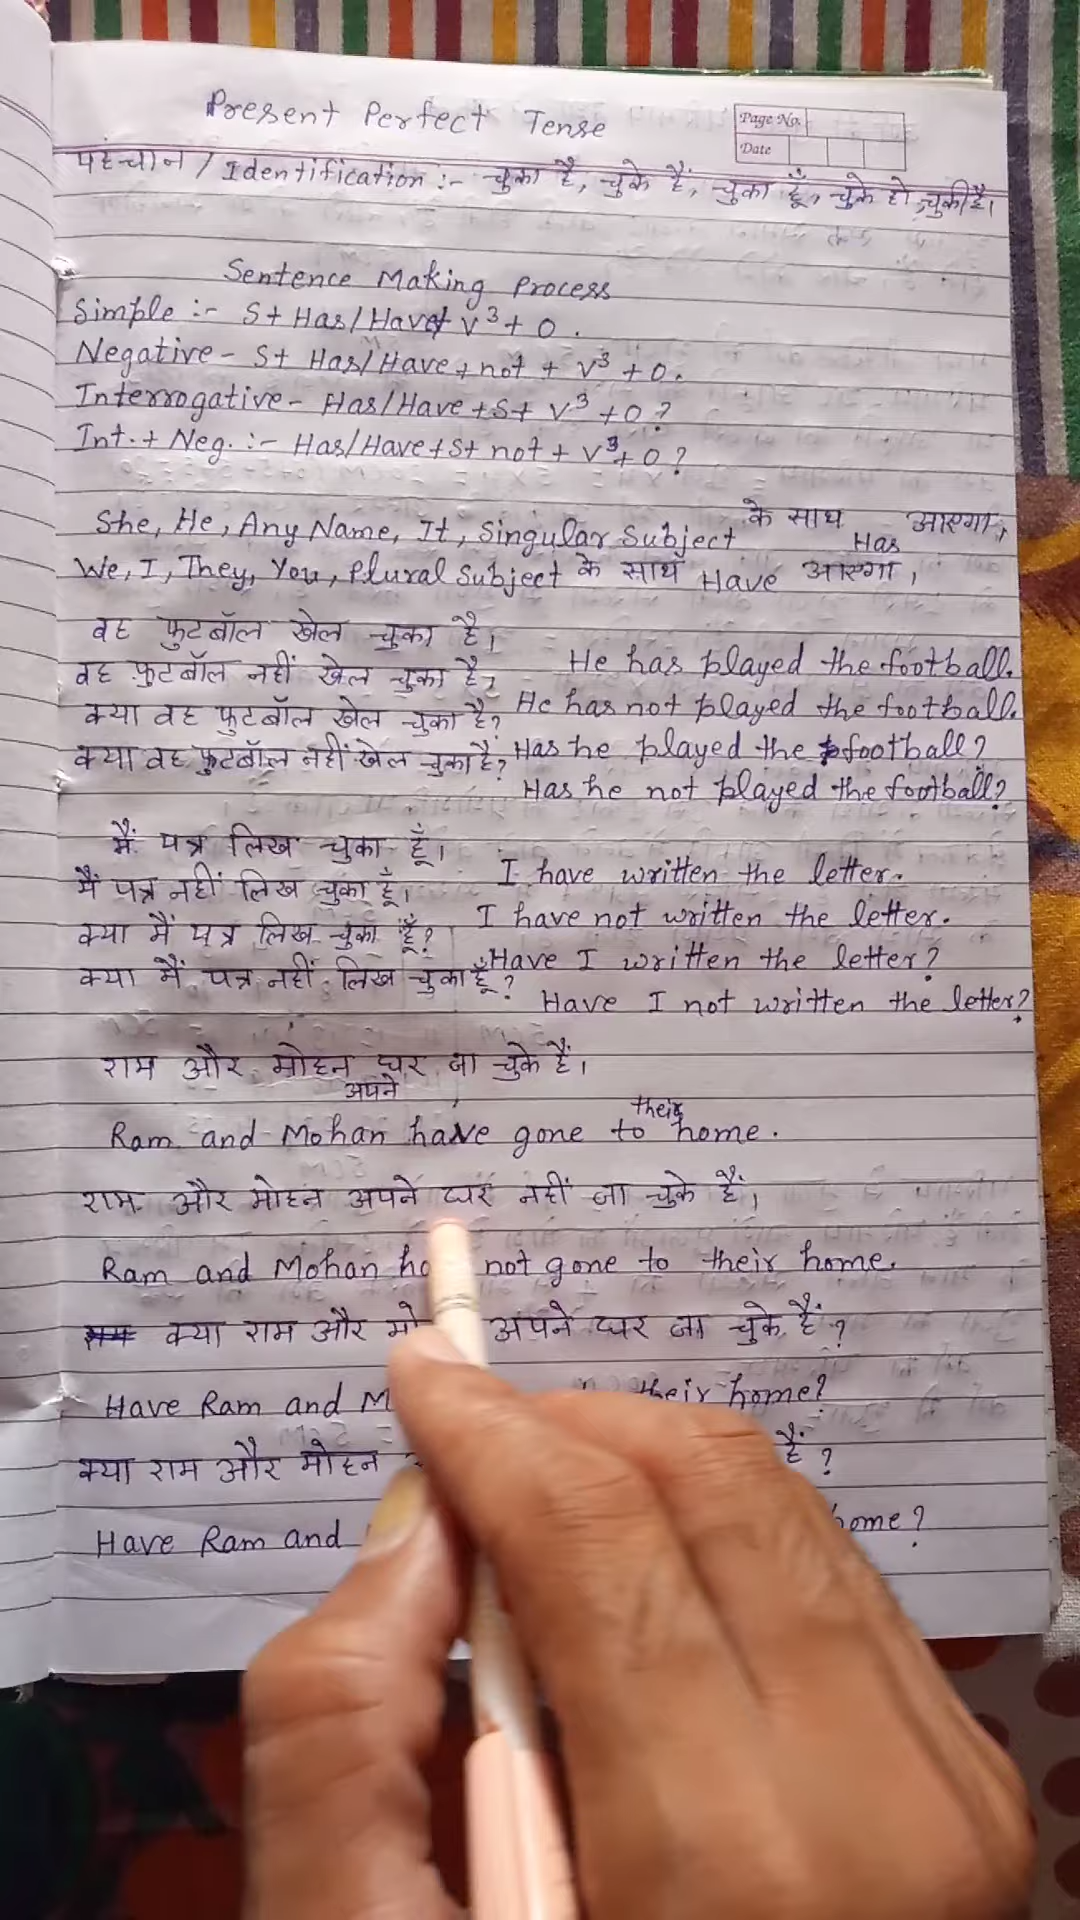 Present Perfect Tense
Page No.
Date
पहचान / Identification :- चुका है, चुके हैं, चुका हूँ, चुके हो, चुकी है।
Sentence Making Process
Simple :- S+ Has/Have+ V³ + O .
Negative - S+ Has/Have + not + V³ + O.
Interrogative - Has/Have + S+ V³ + O ?
Int. + Neg. :- Has/Have + S+ not + V³ + O ?
She, He, Any Name, It, Singular Subject के साथ Has आएगा,
We, I, They, You, Plural Subject के साथ Have आएगा,
वह फुटबॉल खेल चुका है।
He has played the football.
वह फुटबॉल नहीं खेल चुका है,
He has not played the football.
क्या वह फुटबॉल खेल चुका है?
Has he played the football?
क्या वह फुटबॉल नहीं खेल चुका है?
Has he not played the football?
मैं पत्र लिख चुका हूँ।
I have written the letter.
मैं पत्र नहीं लिख चुका हूँ।
I have not written the letter.
क्या मैं पत्र लिख चुका हूँ?
Have I written the letter?
क्या मैं पत्र नहीं लिख चुका हूँ?
Have I not written the letter?
राम और मोहन अपने घर जा चुके हैं।
Ram and Mohan have gone to their home.
राम और मोहन अपने घर नहीं जा चुके हैं,
Ram and Mohan not gone to their home.
क्या राम और अपने घर जा चुके हैं?
Have Ram and their home?
क्या राम और मोहन हैं ?
Have Ram and home?